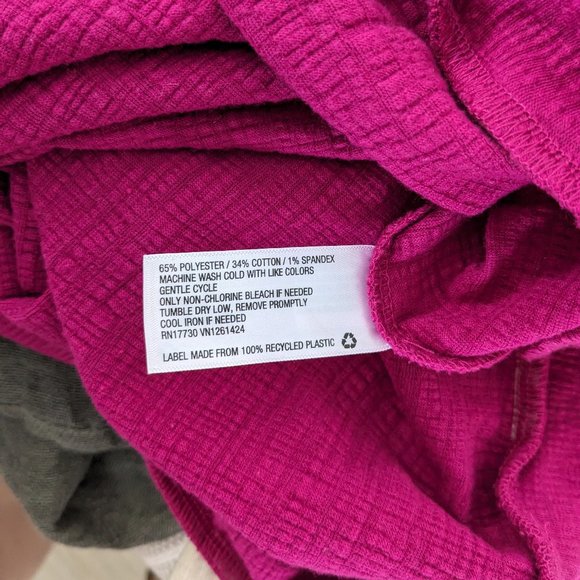 65% POLYESTER / 34% COTTON / 1% SPANDEX
MACHINE WASH COLD WITH LIKE COLORS
GENTLE CYCLE
ONLY NON-CHLORINE BLEACH IF NEEDED
TUMBLE DRY LOW, REMOVE PROMPTLY
COOL IRON IF NEEDED
RN17730 VN1261424
LABEL MADE FROM 100% RECYCLED PLASTIC